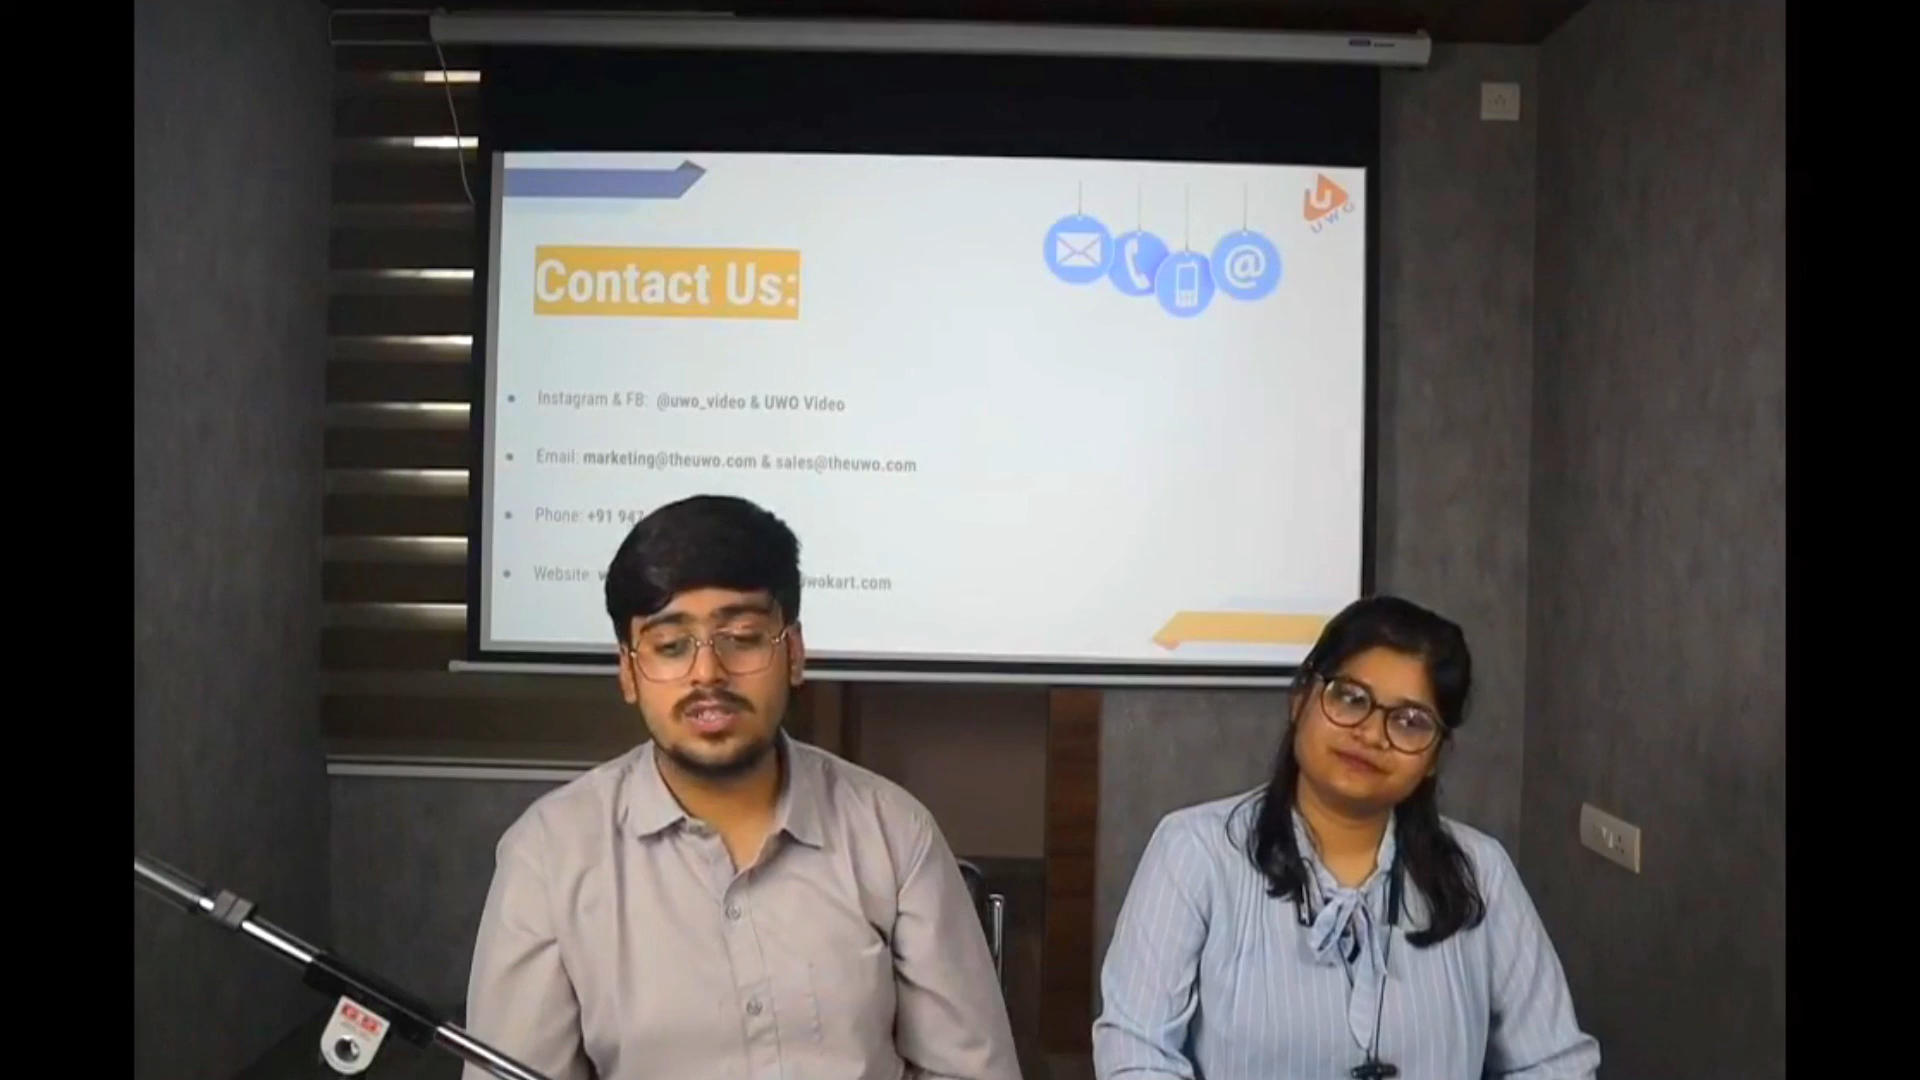 UWO
Contact Us:
Instagram & FB: @uwo_video & UWO Video
Email: marketing@theuwo.com & sales@theuwo.com
Phone: +91 947
Website: wokart.com